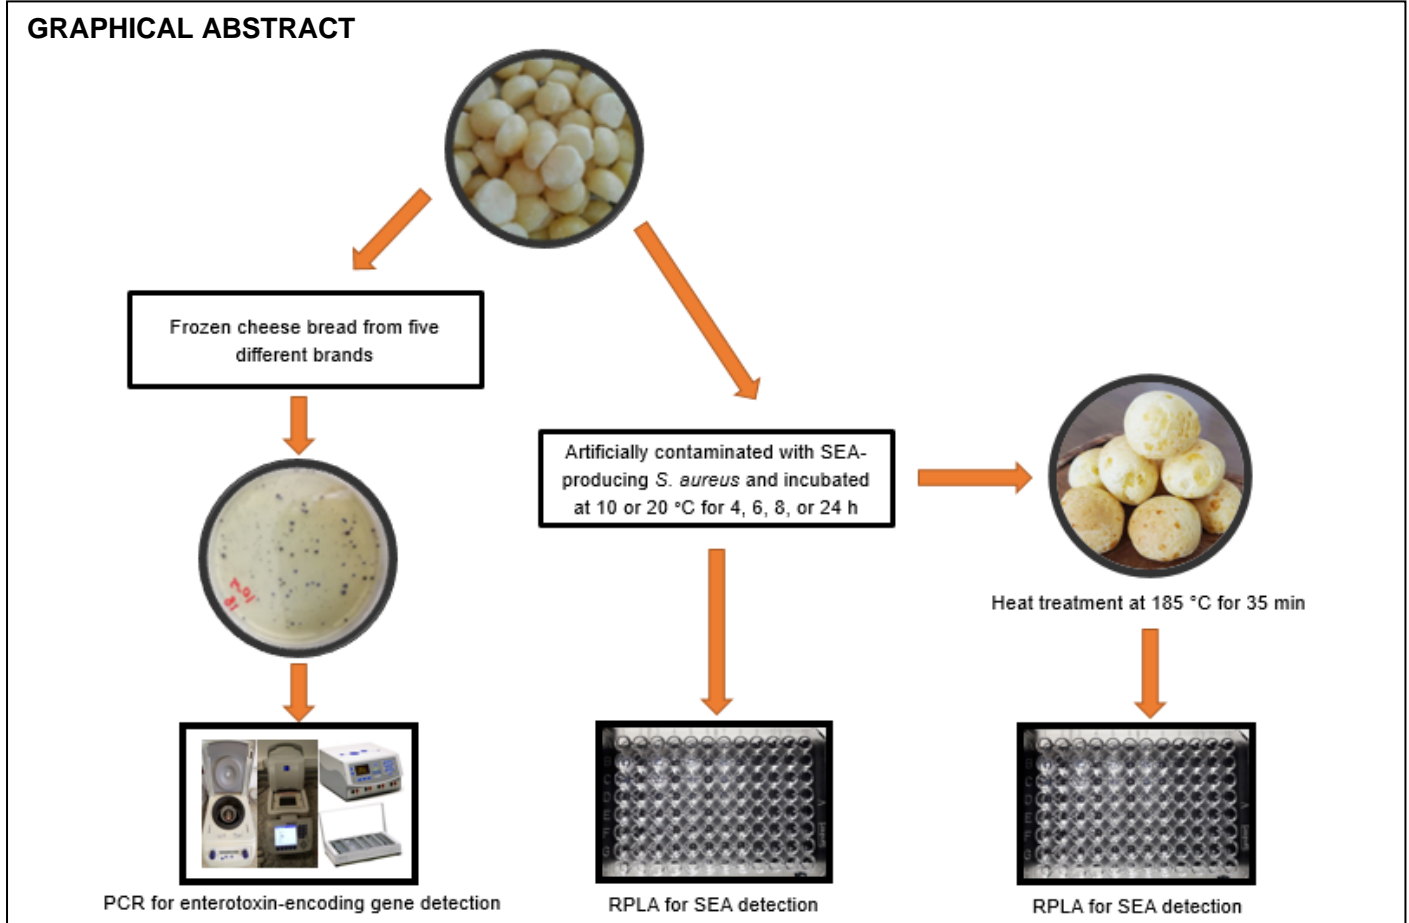 GRAPHICAL ABSTRACT
Frozen cheese bread from five
different brands
Artificially contaminated with SEA-
producing S. aureus and incubated
at 10 or 20 °C for 4, 6, 8, or 24 h
Heat treatment at 185 °C for 35 min
PCR for enterotoxin-encoding gene detection
RPLA for SEA detection
RPLA for SEA detection